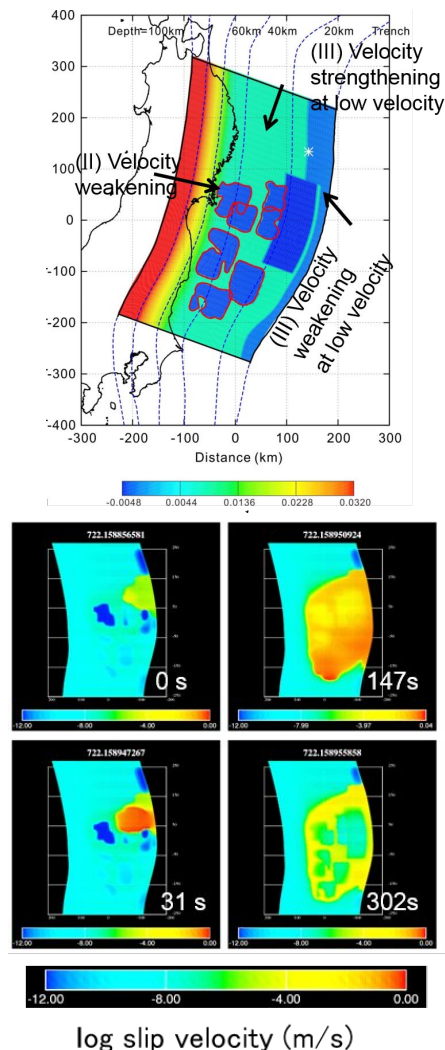 400
Depth=100km 60km 40km 20km Trench
(III) Velocity
strengthening
at low velocity
300
200
(II) Velocity
weakening
100
0
-100
-200
-300
-400
(III) Velocity
weakening
at low velocity
-300 -200 -100 0 100 200 300
Distance (km)
-0.0048 0.0044 0.0136 0.0228 0.0320
722.158856581
0 s
-12.00 -8.00 -4.00 0.00
722.158950924
147s
-12.00 -7.99 -3.97 0.04
722.158947267
31 s
-12.00 -8.00 -4.00 0.00
722.158955858
302s
-12.00 -8.00 -4.00 0.00
-12.00 -8.00 -4.00 0.00
log slip velocity (m/s)